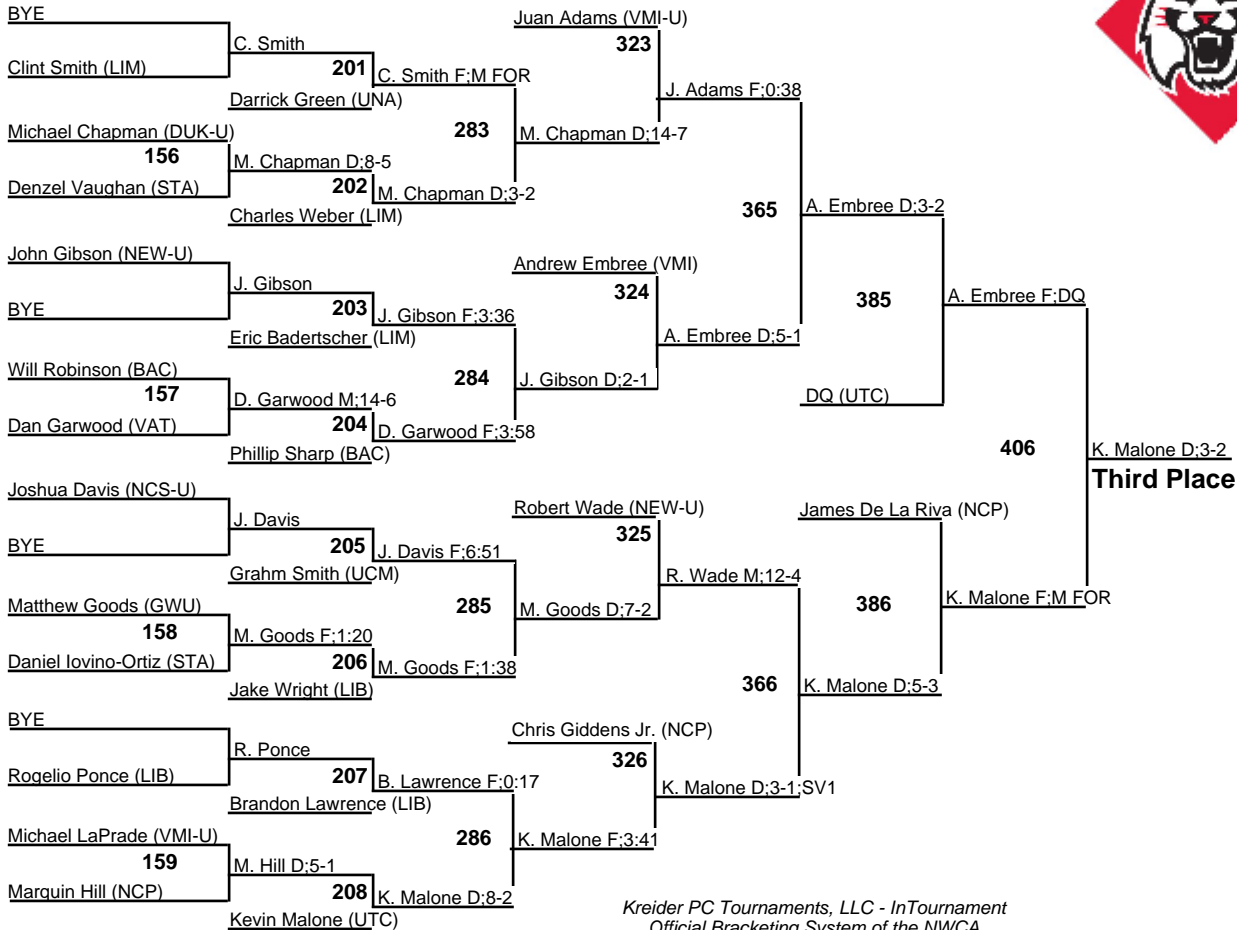 BYE
Clint Smith (LIM)
C. Smith
201
Darrick Green (UNA)
C. Smith F;M FOR
Michael Chapman (DUK-U)
156
Denzel Vaughan (STA)
M. Chapman D;8-5
202
Charles Weber (LIM)
M. Chapman D;3-2
283
M. Chapman D;14-7
Juan Adams (VMI-U)
323
J. Adams F;0:38
John Gibson (NEW-U)
BYE
J. Gibson
203
Eric Badertscher (LIM)
J. Gibson F;3:36
Will Robinson (BAC)
157
Dan Garwood (VAT)
D. Garwood M;14-6
204
Phillip Sharp (BAC)
D. Garwood F;3:58
284
J. Gibson D;2-1
Andrew Embree (VMI)
324
A. Embree D;5-1
365
A. Embree D;3-2
385
DQ (UTC)
A. Embree F;DQ
Joshua Davis (NCS-U)
BYE
J. Davis
205
Grahm Smith (UCM)
J. Davis F;6:51
Matthew Goods (GWU)
158
Daniel Iovino-Ortiz (STA)
M. Goods F;1:20
206
Jake Wright (LIB)
M. Goods F;1:38
285
M. Goods D;7-2
Robert Wade (NEW-U)
325
R. Wade M;12-4
BYE
Rogelio Ponce (LIB)
R. Ponce
207
Brandon Lawrence (LIB)
B. Lawrence F;0:17
Michael LaPrade (VMI-U)
159
Marquin Hill (NCP)
M. Hill D;5-1
208
Kevin Malone (UTC)
K. Malone D;8-2
286
K. Malone F;3:41
Chris Giddens Jr. (NCP)
326
K. Malone D;3-1;SV1
366
K. Malone D;5-3
James De La Riva (NCP)
386
K. Malone F;M FOR
406
K. Malone D;3-2
Third Place
Kreider PC Tournaments, LLC - InTournament
Official Bracketing System of the NWCA